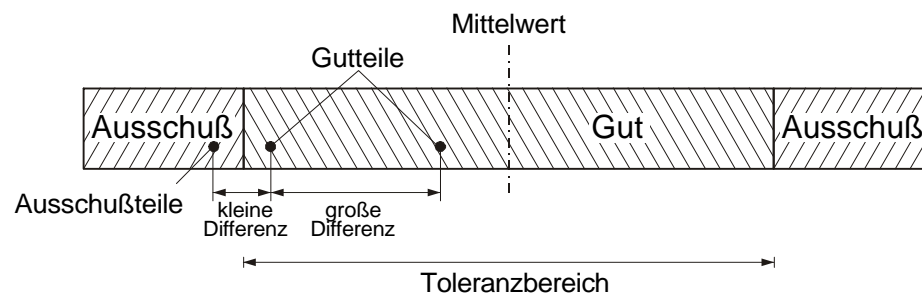 Mittelwert
Gutteile
Ausschuß
Gut
Ausschuß
Ausschußteile
kleine
Differenz
große
Differenz
Toleranzbereich